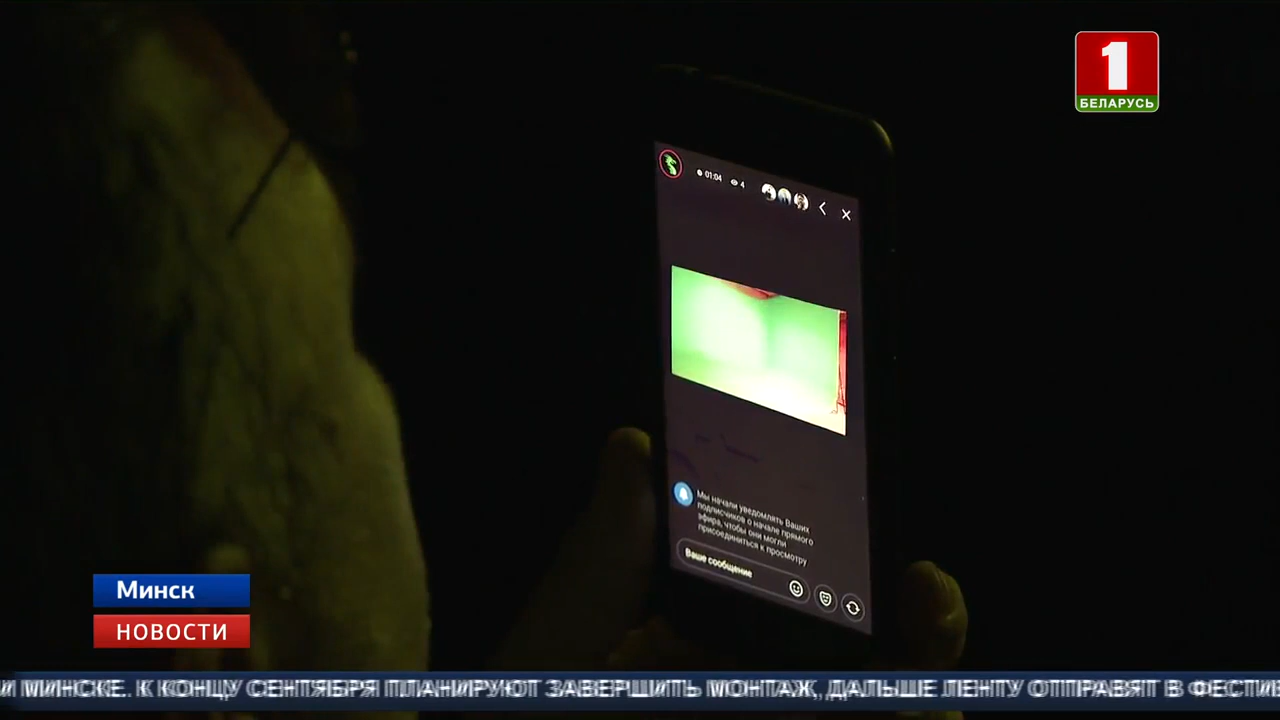 1
БЕЛАРУСЬ
01:04
4
Мы начали уведомлять Ваших
подписчиков о начале прямого
эфира, чтобы они могли
присоединиться к просмотру
Ваше сообщение
Минск
НОВОСТИ
И МИНСКЕ. К КОНЦУ СЕНТЯБРЯ ПЛАНИРУЮТ ЗАВЕРШИТЬ МОНТАЖ, ДАЛЬШЕ ЛЕНТУ ОТПРАВЯТ В